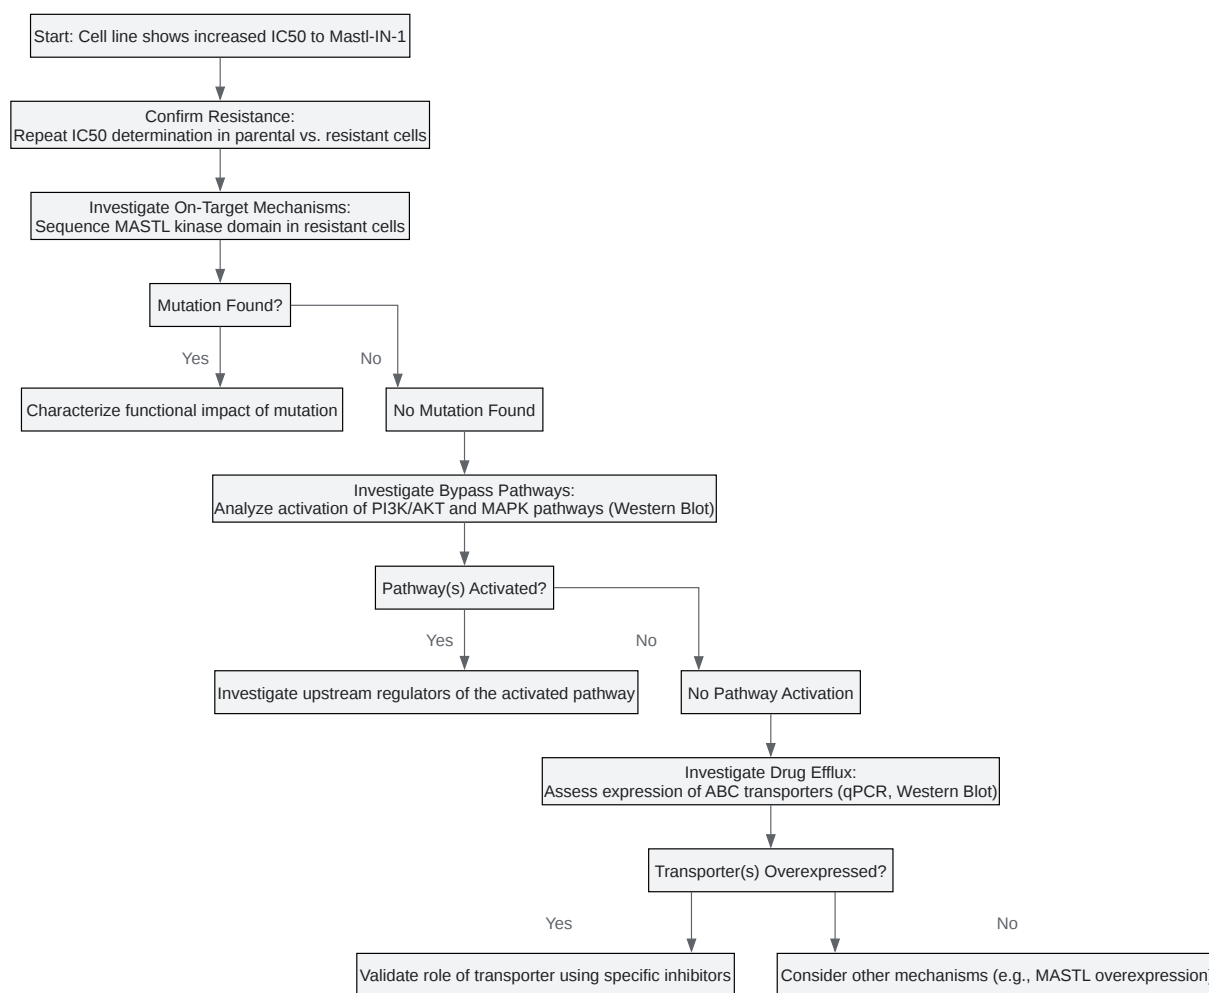 Start: Cell line shows increased IC50 to Mastl-IN-1
Confirm Resistance:
Repeat IC50 determination in parental vs. resistant cells
Investigate On-Target Mechanisms:
Sequence MASTL kinase domain in resistant cells
Mutation Found?
Yes
No
Characterize functional impact of mutation
No Mutation Found
Investigate Bypass Pathways:
Analyze activation of PI3K/AKT and MAPK pathways (Western Blot)
Pathway(s) Activated?
Yes
No
Investigate upstream regulators of the activated pathway
No Pathway Activation
Investigate Drug Efflux:
Assess expression of ABC transporters (qPCR, Western Blot)
Transporter(s) Overexpressed?
Yes
No
Validate role of transporter using specific inhibitors
Consider other mechanisms (e.g., MASTL overexpression)